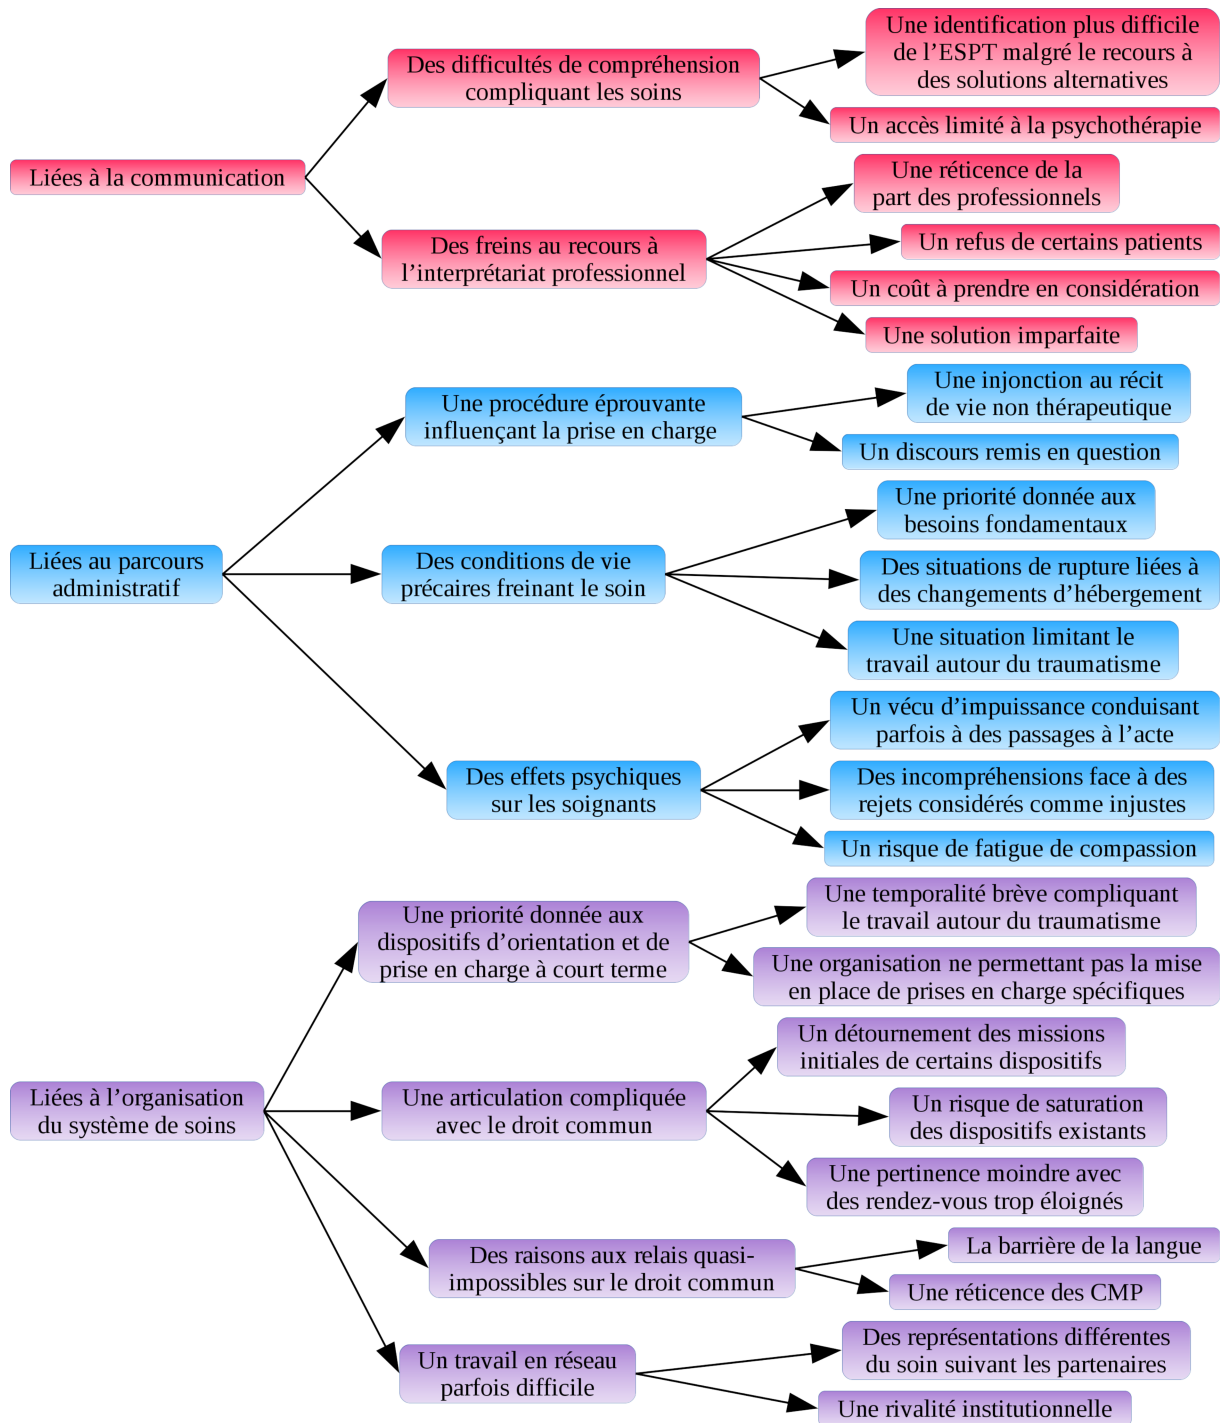 Liées à la communication
Des difficultés de compréhension
compliquant les soins
Une identification plus difficile
de l’ESPT malgré le recours à
des solutions alternatives
Un accès limité à la psychothérapie
Des freins au recours à
l’interprétariat professionnel
Une réticence de la
part des professionnels
Un refus de certains patients
Un coût à prendre en considération
Une solution imparfaite
Liées au parcours
administratif
Une procédure éprouvante
influençant la prise en charge
Une injonction au récit
de vie non thérapeutique
Un discours remis en question
Des conditions de vie
précaires freinant le soin
Une priorité donnée aux
besoins fondamentaux
Des situations de rupture liées à
des changements d’hébergement
Une situation limitant le
travail autour du traumatisme
Des effets psychiques
sur les soignants
Un vécu d’impuissance conduisant
parfois à des passages à l’acte
Des incompréhensions face à des
rejets considérés comme injustes
Un risque de fatigue de compassion
Liées à l’organisation
du système de soins
Une priorité donnée aux
dispositifs d’orientation et de
prise en charge à court terme
Une temporalité brève compliquant
le travail autour du traumatisme
Une organisation ne permettant pas la mise
en place de prises en charge spécifiques
Une articulation compliquée
avec le droit commun
Un détournement des missions
initiales de certains dispositifs
Un risque de saturation
des dispositifs existants
Une pertinence moindre avec
des rendez-vous trop éloignés
Des raisons aux relais quasi-
impossibles sur le droit commun
La barrière de la langue
Une réticence des CMP
Un travail en réseau
parfois difficile
Des représentations différentes
du soin suivant les partenaires
Une rivalité institutionnelle